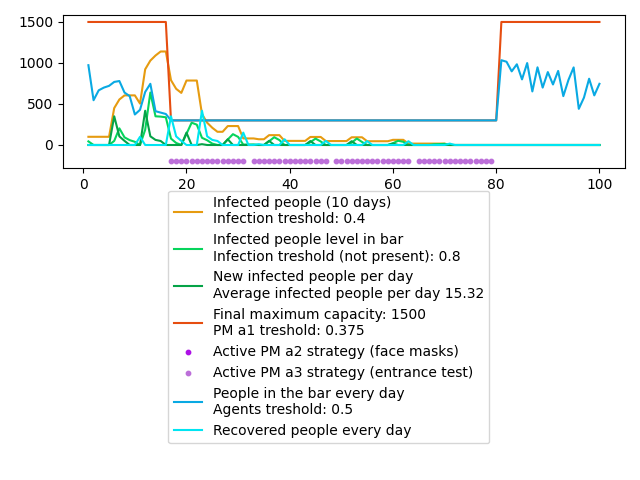 1500
1000
500
0
0
20
40
60
80
100
Infected people (10 days)
Infection treshold: 0.4
Infected people level in bar
Infection treshold (not present): 0.8
New infected people per day
Average infected people per day 15.32
Final maximum capacity: 1500
PM a1 treshold: 0.375
Active PM a2 strategy (face masks)
Active PM a3 strategy (entrance test)
People in the bar every day
Agents treshold: 0.5
Recovered people every day